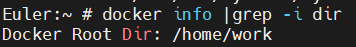 Euler:~ # docker info |grep -i dir
Docker Root Dir: /home/work